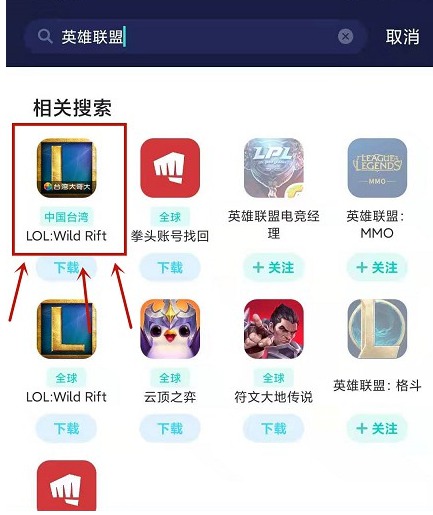 英雄联盟
取消
相关搜索
台湾大哥大
LPL
LEAGUE OF LEGENDS
MMO
中国台湾
全球
英雄联盟电竞经理
英雄联盟：MMO
LOL:Wild Rift
拳头账号找回
下载
下载
+ 关注
+ 关注
全球
全球
全球
英雄联盟：格斗
LOL:Wild Rift
云顶之弈
符文大地传说
下载
下载
下载
+ 关注